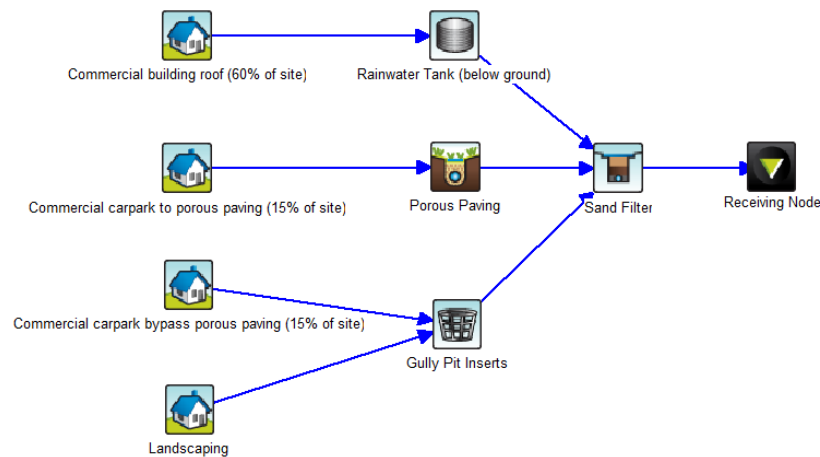 Commercial building roof (60% of site)
Rainwater Tank (below ground)
Commercial carpark to porous paving (15% of site)
Porous Paving
Sand Filter
Receiving Node
Commercial carpark bypass porous paving (15% of site)
Gully Pit Inserts
Landscaping